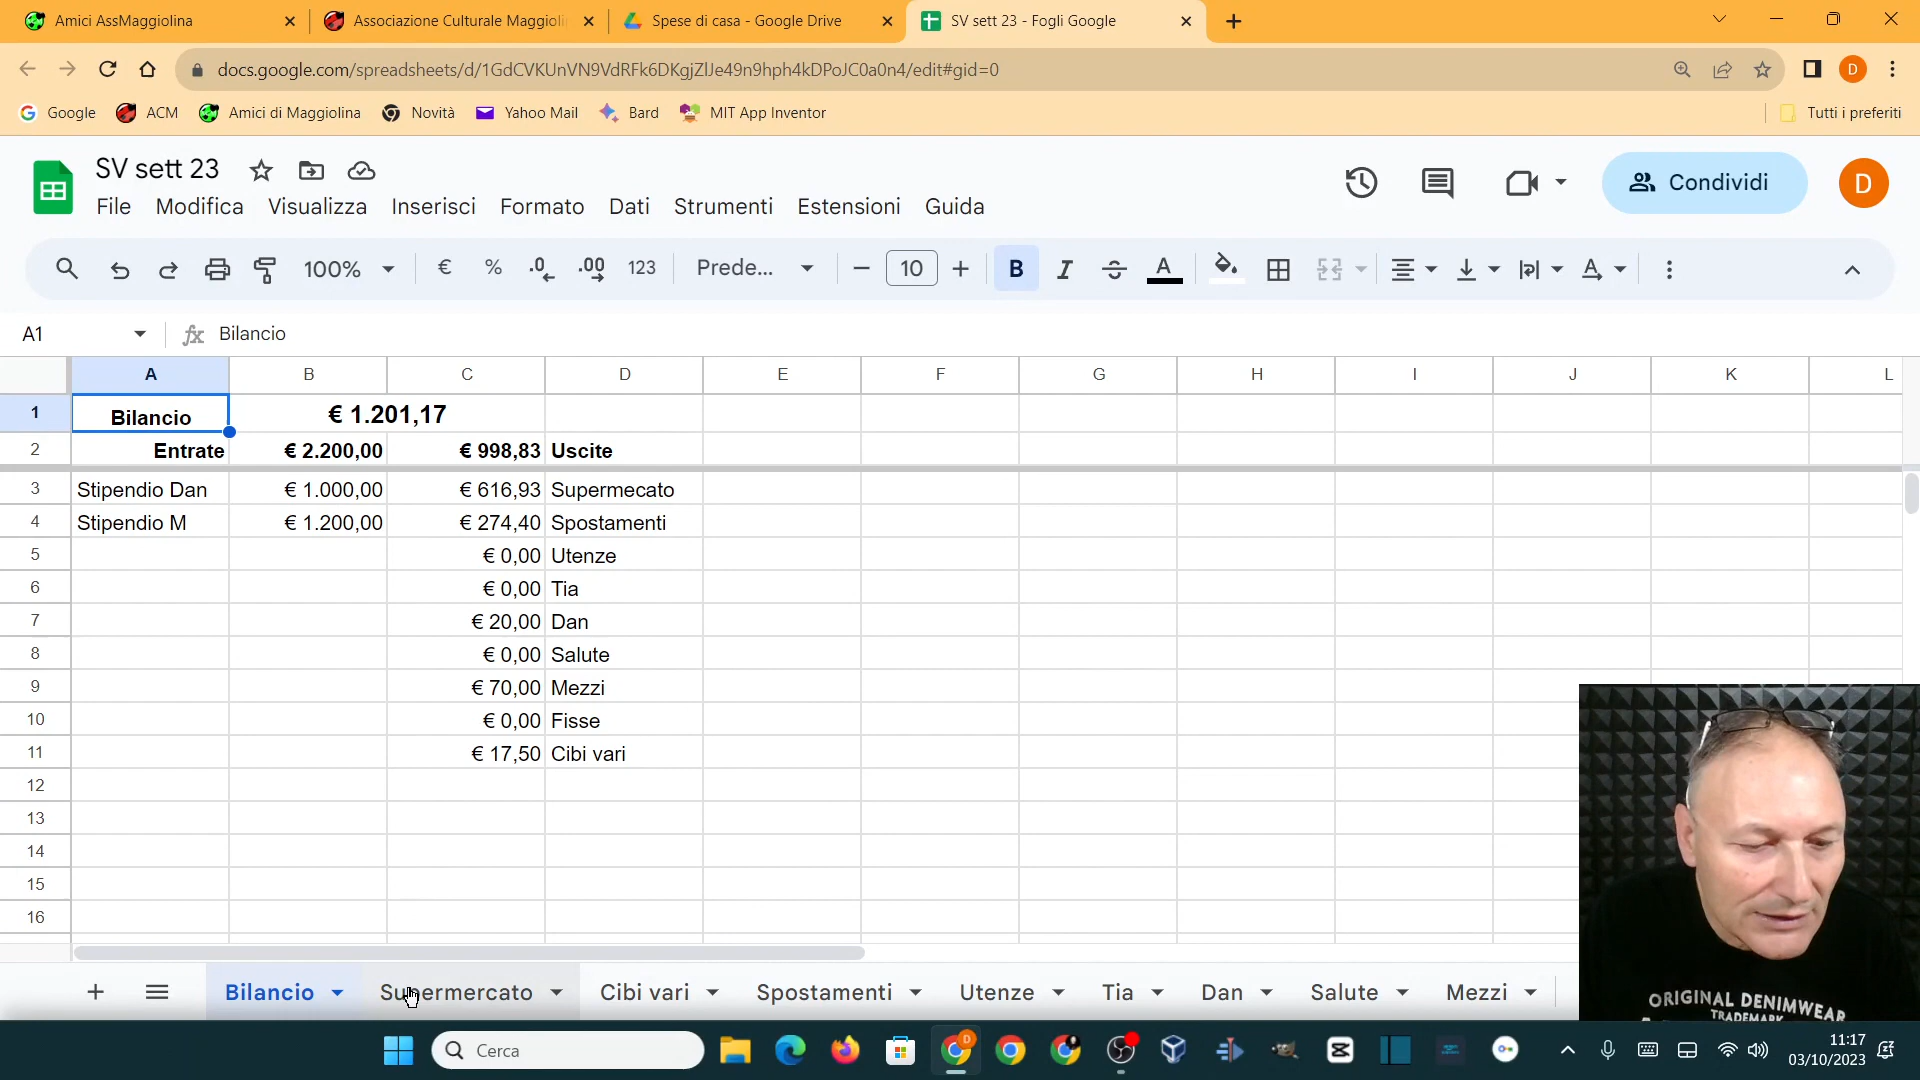 Amici AssMaggiolina
Associazione Culturale Maggioli
Spese di casa - Google Drive
SV sett 23 - Fogli Google
docs.google.com/spreadsheets/d/1GdCVKUnVN9VdRFk6DKgjZlJe49n9hph4kDPoJC0a0n4/edit#gid=0
D
Google ACM Amici di Maggiolina Novità Yahoo Mail Bard MIT App Inventor Tutti i preferiti
SV sett 23
File Modifica Visualizza Inserisci Formato Dati Strumenti Estensioni Guida
Condividi
D
100% € % .0 .00 123 Prede... 10 B I A A
A1 fx Bilancio
A B C D E F G H I J K L
1 Bilancio € 1.201,17
2 Entrate € 2.200,00 € 998,83 Uscite
3 Stipendio Dan € 1.000,00 € 616,93 Supermecato
4 Stipendio M € 1.200,00 € 274,40 Spostamenti
5 € 0,00 Utenze
6 € 0,00 Tia
7 € 20,00 Dan
8 € 0,00 Salute
9 € 70,00 Mezzi
10 € 0,00 Fisse
11 € 17,50 Cibi vari
12
13
14
15
16
Bilancio Supermercato Cibi vari Spostamenti Utenze Tia Dan Salute Mezzi
ORIGINAL DENIMWEAR
TRADEMARK
Cerca
D
11:17
03/10/2023